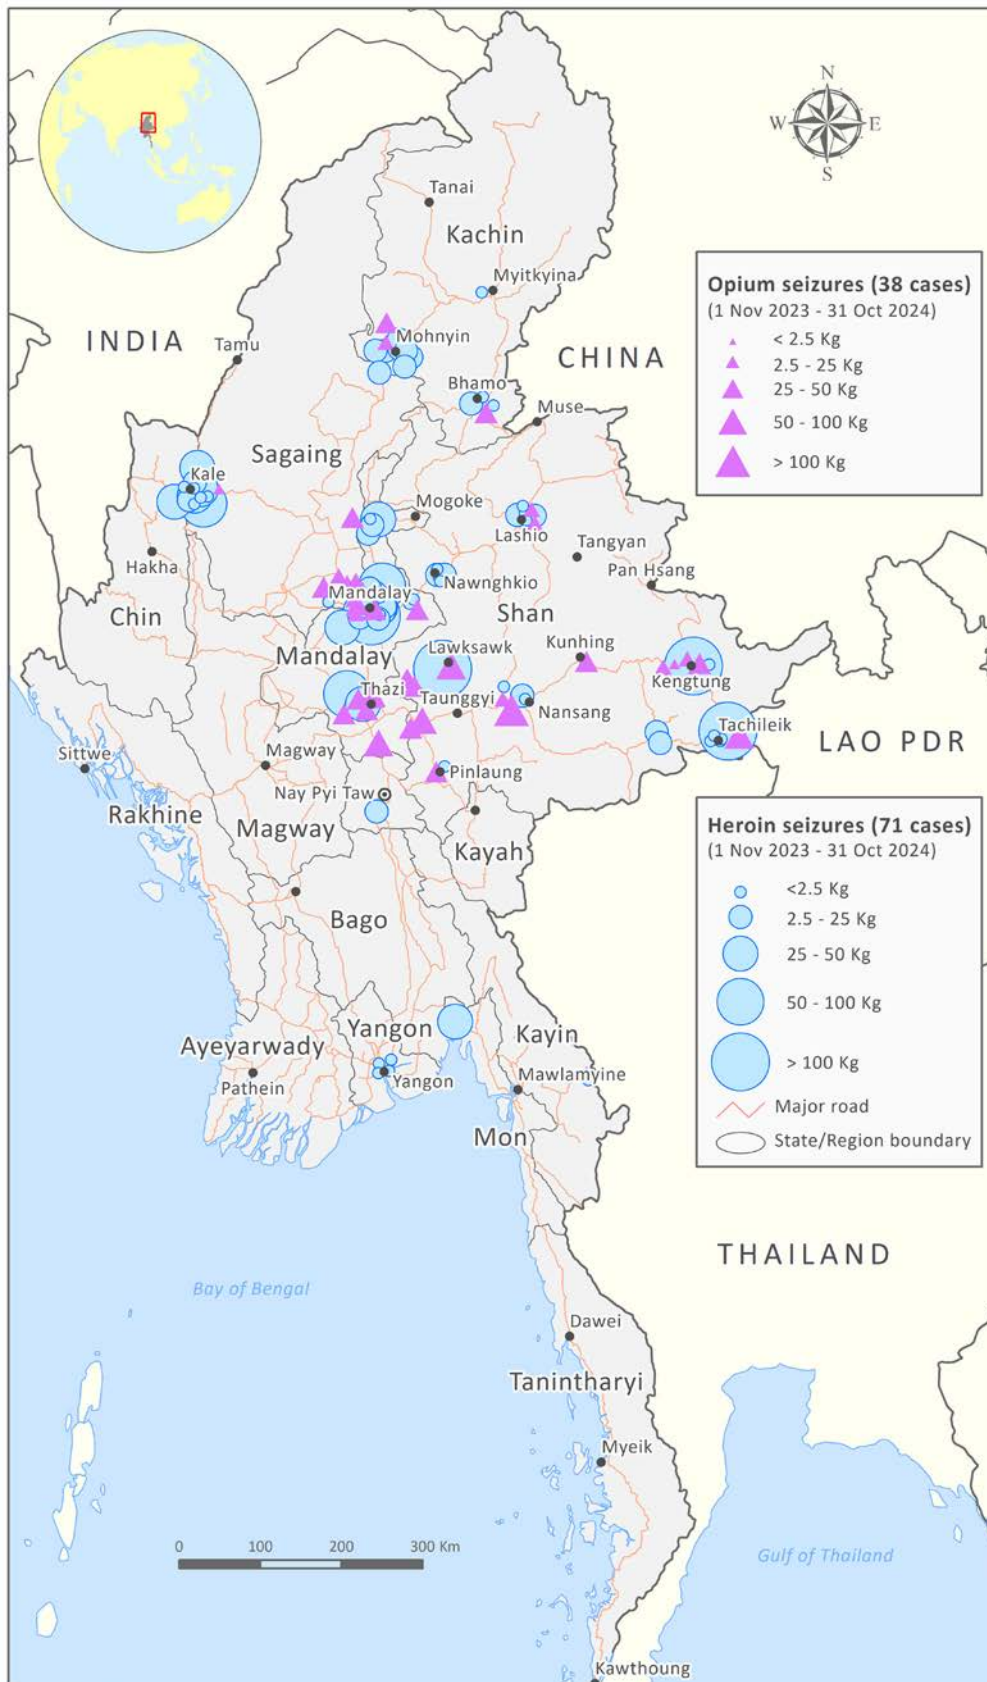 N
W
E
S
Tanai
Kachin
Myitkyina
INDIA
Tamu
Mohnyin
CHINA
Bhamo
Muse
Sagaing
Kale
Mogoke
Lashio
Tangyan
Hakha
Nawnghkio
Pan Hsang
Chin
Mandalay
Shan
Mandalay
Lawksawk
Kunhing
Kengtung
Thazi
Taunggyi
Nansang
Tachileik
LAO PDR
Sittwe
Magway
Pinlaung
Nay Pyi Taw
Rakhine
Magway
Kayah
Bago
Yangon
Kayin
Ayeyarwady
Yangon
Mawlamyine
Pathein
Mon
THAILAND
Bay of Bengal
Dawei
Tanintharyi
Myeik
Gulf of Thailand
Kawthoung
0 100 200 300 Km
Opium seizures (38 cases)
(1 Nov 2023 - 31 Oct 2024)
< 2.5 Kg
2.5 - 25 Kg
25 - 50 Kg
50 - 100 Kg
> 100 Kg
Heroin seizures (71 cases)
(1 Nov 2023 - 31 Oct 2024)
<2.5 Kg
2.5 - 25 Kg
25 - 50 Kg
50 - 100 Kg
> 100 Kg
Major road
State/Region boundary